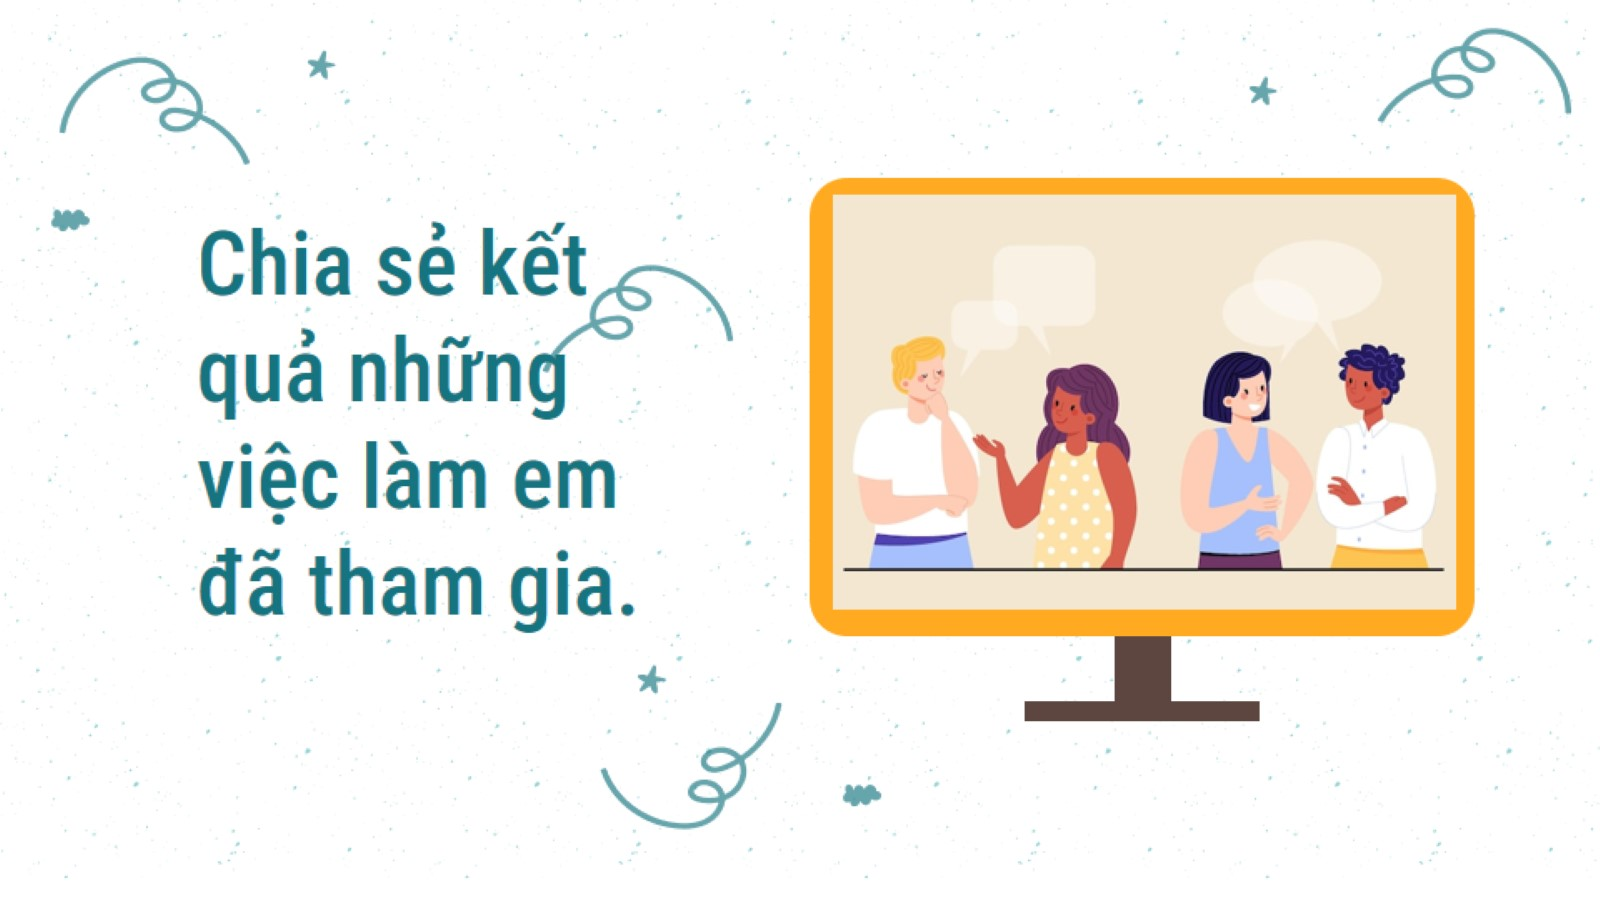 Chia sẻ kết
quả những
việc làm em
đã tham gia.